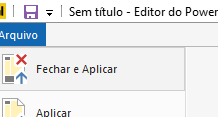 Sem título - Editor do Power
Arquivo
Fechar e Aplicar
Aplicar